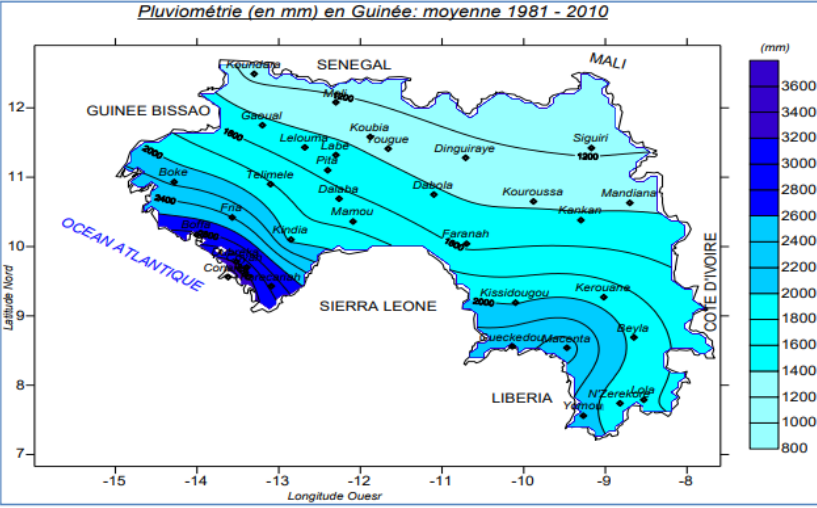 Pluviométrie (en mm) en Guinée: moyenne 1981 - 2010
(mm)
SENEGAL
MALI
GUINEE BISSAO
OCEAN ATLANTIQUE
SIERRA LEONE
LIBERIA
COTE D'IVOIRE
Koundara
Mali
1200
Gaoual
1600
Koubia
Lelouma
Labe
Tougue
Pita
Dinguiraye
Siguiri
1200
2000
Boke
Telimele
Dalaba
Dabola
Kouroussa
Mandiana
2400
Fria
Mamou
Kankan
Kindia
Faranah
1600
Boffa
Kissidougou
2000
Kerouane
Beyla
Macenta
N'Zerekore
Lola
Yomou
3600
3400
3200
3000
2800
2600
2400
2200
2000
1800
1600
1400
1200
1000
800
12
11
10
9
8
7
Latitude Nord
-15
-14
-13
-12
-11
-10
-9
-8
Longitude Ouesr